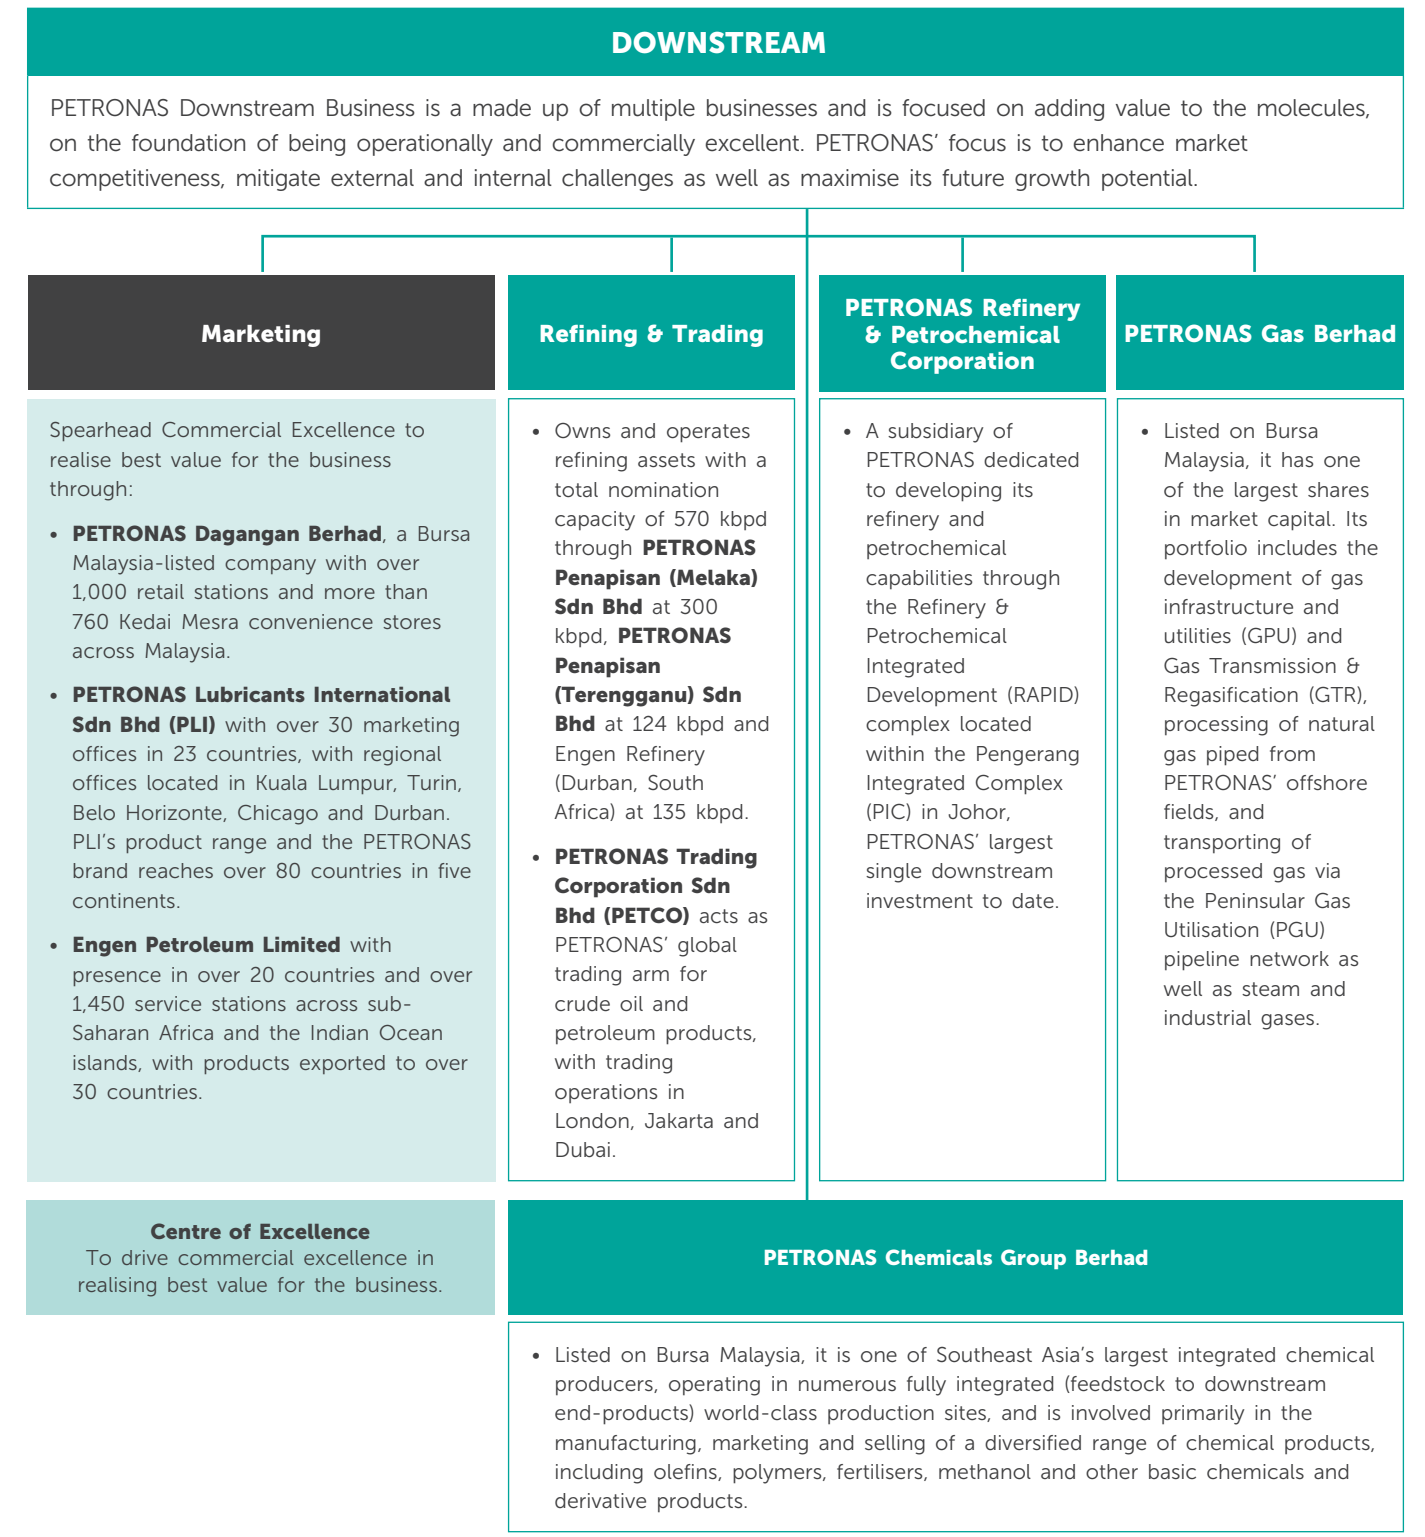 DOWNSTREAM
PETRONAS Downstream Business is a made up of multiple businesses and is focused on adding value to the molecules,
on the foundation of being operationally and commercially excellent. PETRONAS’ focus is to enhance market
competitiveness, mitigate external and internal challenges as well as maximise its future growth potential.
Marketing
Spearhead Commercial Excellence to
realise best value for the business
through:
• PETRONAS Dagangan Berhad, a Bursa
Malaysia-listed company with over
1,000 retail stations and more than
760 Kedai Mesra convenience stores
across Malaysia.
• PETRONAS Lubricants International
Sdn Bhd (PLI) with over 30 marketing
offices in 23 countries, with regional
offices located in Kuala Lumpur, Turin,
Belo Horizonte, Chicago and Durban.
PLI’s product range and the PETRONAS
brand reaches over 80 countries in five
continents.
• Engen Petroleum Limited with
presence in over 20 countries and over
1,450 service stations across sub-
Saharan Africa and the Indian Ocean
islands, with products exported to over
30 countries.
Centre of Excellence
To drive commercial excellence in
realising best value for the business.
Refining & Trading
• Owns and operates
refining assets with a
total nomination
capacity of 570 kbpd
through PETRONAS
Penapisan (Melaka)
Sdn Bhd at 300
kbpd, PETRONAS
Penapisan
(Terengganu) Sdn
Bhd at 124 kbpd and
Engen Refinery
(Durban, South
Africa) at 135 kbpd.
• PETRONAS Trading
Corporation Sdn
Bhd (PETCO) acts as
PETRONAS’ global
trading arm for
crude oil and
petroleum products,
with trading
operations in
London, Jakarta and
Dubai.
PETRONAS Refinery
& Petrochemical
Corporation
• A subsidiary of
PETRONAS dedicated
to developing its
refinery and
petrochemical
capabilities through
the Refinery &
Petrochemical
Integrated
Development (RAPID)
complex located
within the Pengerang
Integrated Complex
(PIC) in Johor,
PETRONAS’ largest
single downstream
investment to date.
PETRONAS Gas Berhad
• Listed on Bursa
Malaysia, it has one
of the largest shares
in market capital. Its
portfolio includes the
development of gas
infrastructure and
utilities (GPU) and
Gas Transmission &
Regasification (GTR),
processing of natural
gas piped from
PETRONAS’ offshore
fields, and
transporting of
processed gas via
the Peninsular Gas
Utilisation (PGU)
pipeline network as
well as steam and
industrial gases.
PETRONAS Chemicals Group Berhad
• Listed on Bursa Malaysia, it is one of Southeast Asia’s largest integrated chemical
producers, operating in numerous fully integrated (feedstock to downstream
end-products) world-class production sites, and is involved primarily in the
manufacturing, marketing and selling of a diversified range of chemical products,
including olefins, polymers, fertilisers, methanol and other basic chemicals and
derivative products.